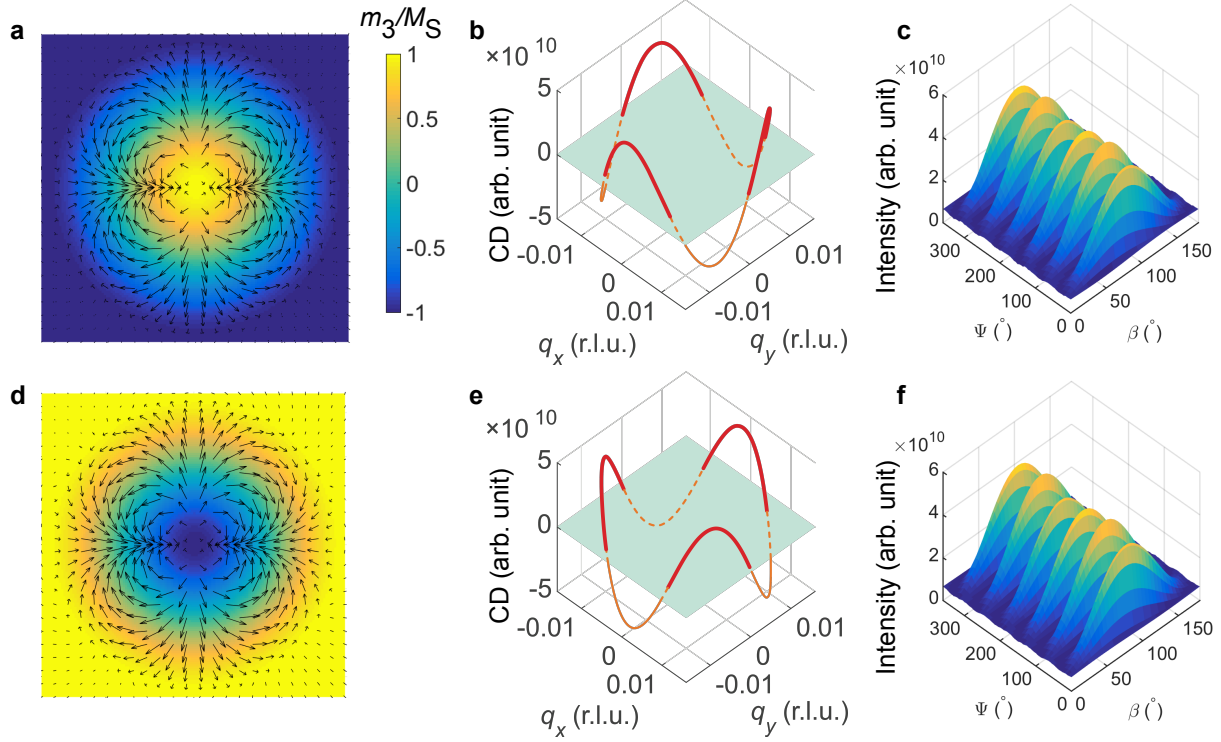 a
m3/MS
1
0.5
0
-0.5
-1
b
×10 10
5
0
-5
CD (arb. unit)
-0.01
0
0.01
qx (r.l.u.)
0.01
0
-0.01
qy (r.l.u.)
c
×10 10
6
4
2
0
Intensity (arb. unit)
300
200
100
0
Ψ (°)
0
50
100
150
β (°)
d
e
×10 10
5
0
-5
CD (arb. unit)
-0.01
0
0.01
qx (r.l.u.)
0.01
0
-0.01
qy (r.l.u.)
f
×10 10
6
4
2
0
Intensity (arb. unit)
300
200
100
0
Ψ (°)
0
50
100
150
β (°)